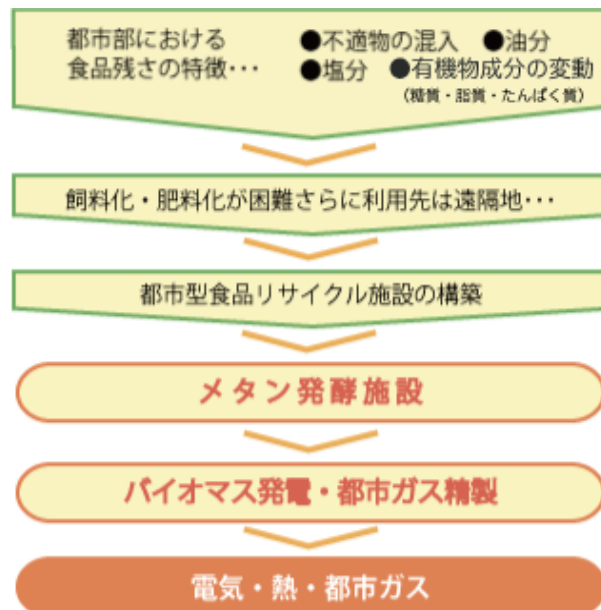 都市部における ●不適物の混入 ●油分
食品残さの特徴･･･ ●塩分 ●有機物成分の変動
（糖質・脂質・たんぱく質）
飼料化・肥料化が困難さらに利用先は遠隔地･･･
都市型食品リサイクル施設の構築
メタン発酵施設
バイオマス発電・都市ガス精製
電気・熱・都市ガス